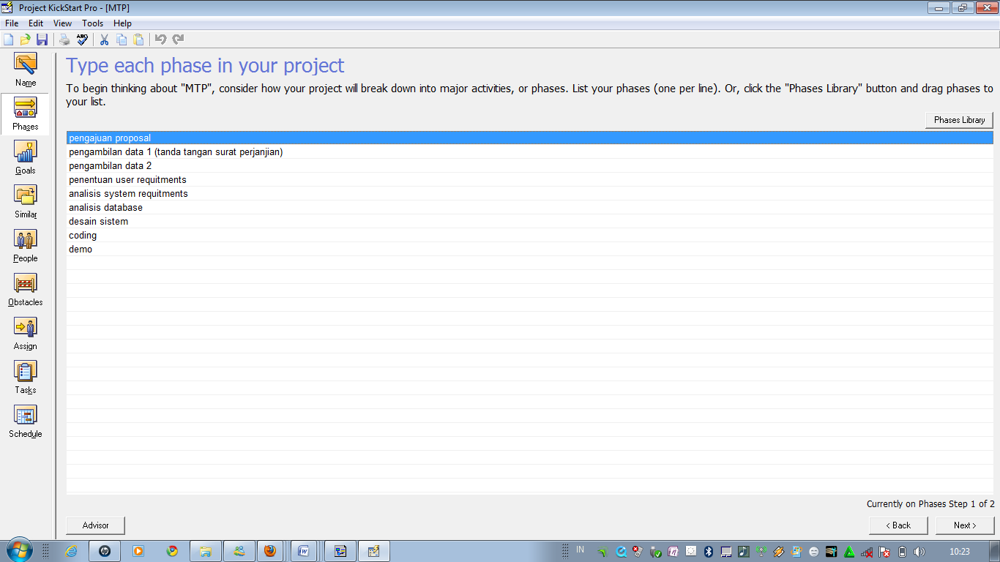 Project KickStart Pro - [MTP]
File Edit View Tools Help
Name
Phases
Goals
Similar
People
Obstacles
Assign
Tasks
Schedule
Type each phase in your project
To begin thinking about "MTP", consider how your project will break down into major activities, or phases. List your phases (one per line). Or, click the "Phases Library" button and drag phases to
your list.
Phases Library
pengajuan proposal
pengambilan data 1 (tanda tangan surat perjanjian)
pengambilan data 2
penentuan user requitments
analisis system requitments
analisis database
desain sistem
coding
demo
Currently on Phases Step 1 of 2
Advisor
< Back
Next >
IN
10:23